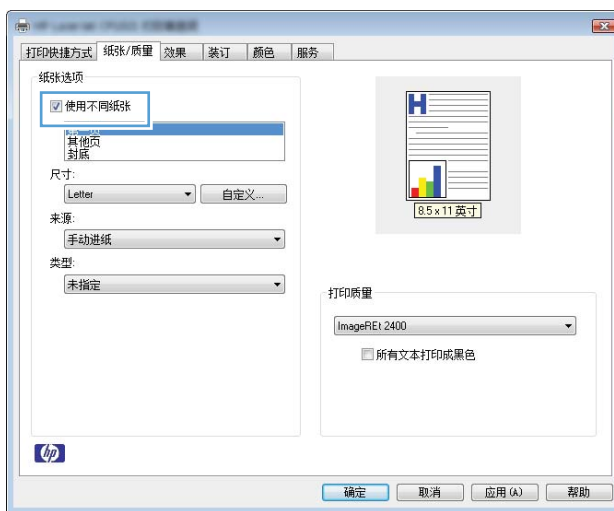 打印快捷方式 纸张/质量 效果 装订 颜色 服务
纸张选项
使用不同纸张
其他页
封底
尺寸:
Letter 自定义...
来源:
手动进纸
类型:
未指定
H
8.5 x 11 英寸
打印质量
ImageREt 2400
所有文本打印成黑色
hp
确定 取消 应用(A) 帮助